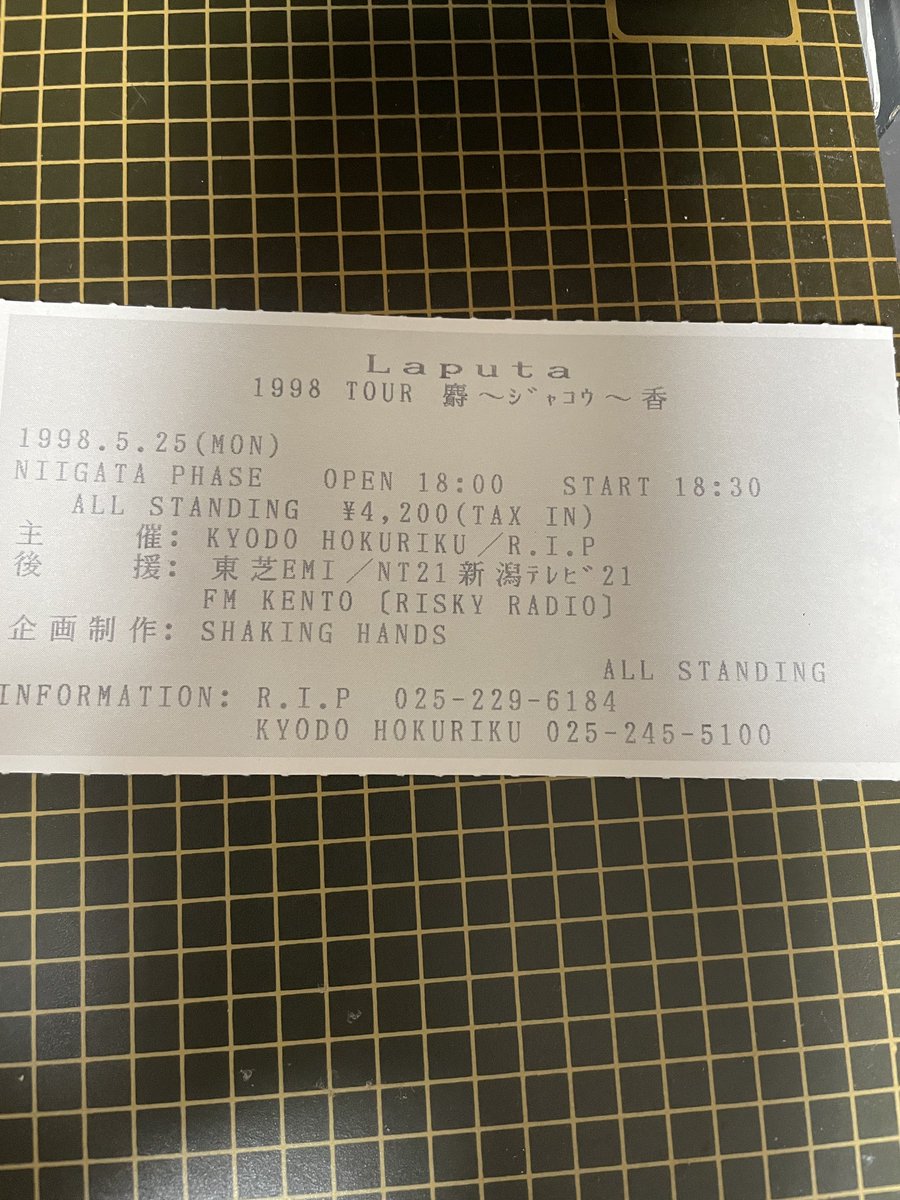 Laputa
1998 TOUR 麝～ｼﾞｬｺｳ～香
1998.5.25(MON)
NIIGATA PHASE OPEN 18:00 START 18:30
ALL STANDING ¥4,200(TAX IN)
主 催: KYODO HOKURIKU／R.I.P
後 援: 東芝EMI／NT21新潟ﾃﾚﾋﾞ21
FM KENTO〔RISKY RADIO〕
企画制作: SHAKING HANDS
ALL STANDING
INFORMATION: R.I.P 025-229-6184
KYODO HOKURIKU 025-245-5100